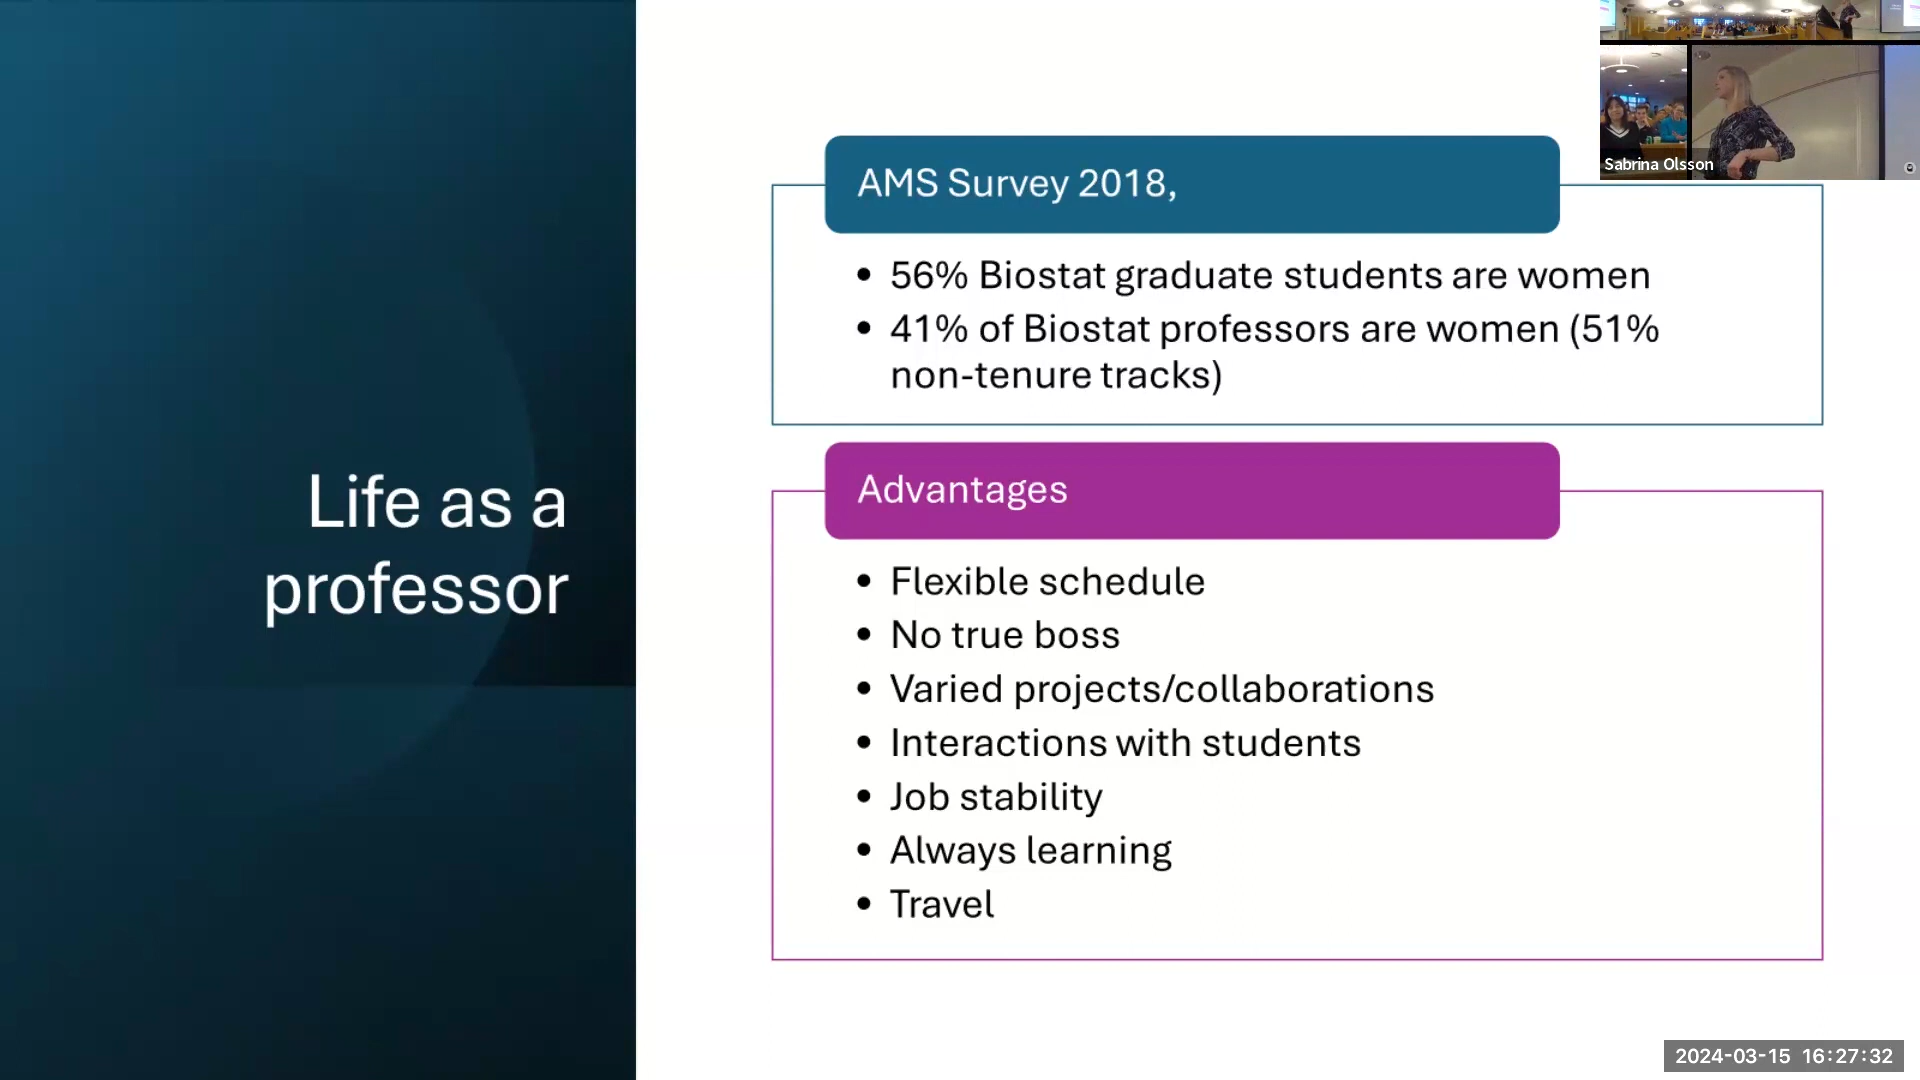 Life as a
professor
AMS Survey 2018,
• 56% Biostat graduate students are women
• 41% of Biostat professors are women (51%
non-tenure tracks)
Advantages
• Flexible schedule
• No true boss
• Varied projects/collaborations
• Interactions with students
• Job stability
• Always learning
• Travel
Sabrina Olsson
2024-03-15 16:27:32